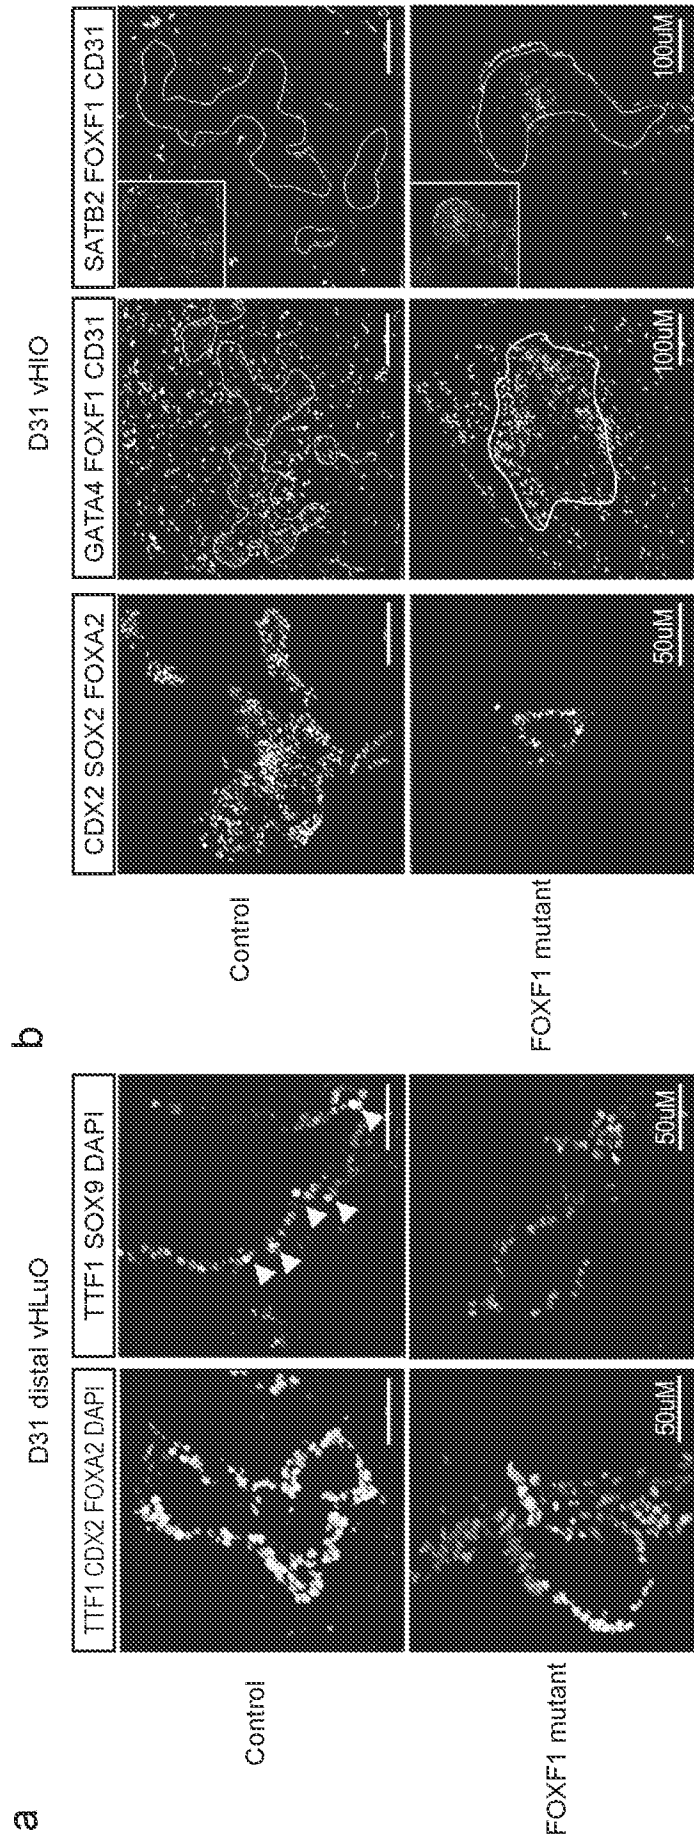 a
D31 distal vHLuO
TTF1 CDX2 FOXA2 DAPI
TTF1 SOX9 DAPI
Control
FOXF1 mutant
50uM
50uM
b
D31 vHIO
CDX2 SOX2 FOXA2
GATA4 FOXF1 CD31
SATB2 FOXF1 CD31
Control
FOXF1 mutant
50uM
100uM
100uM